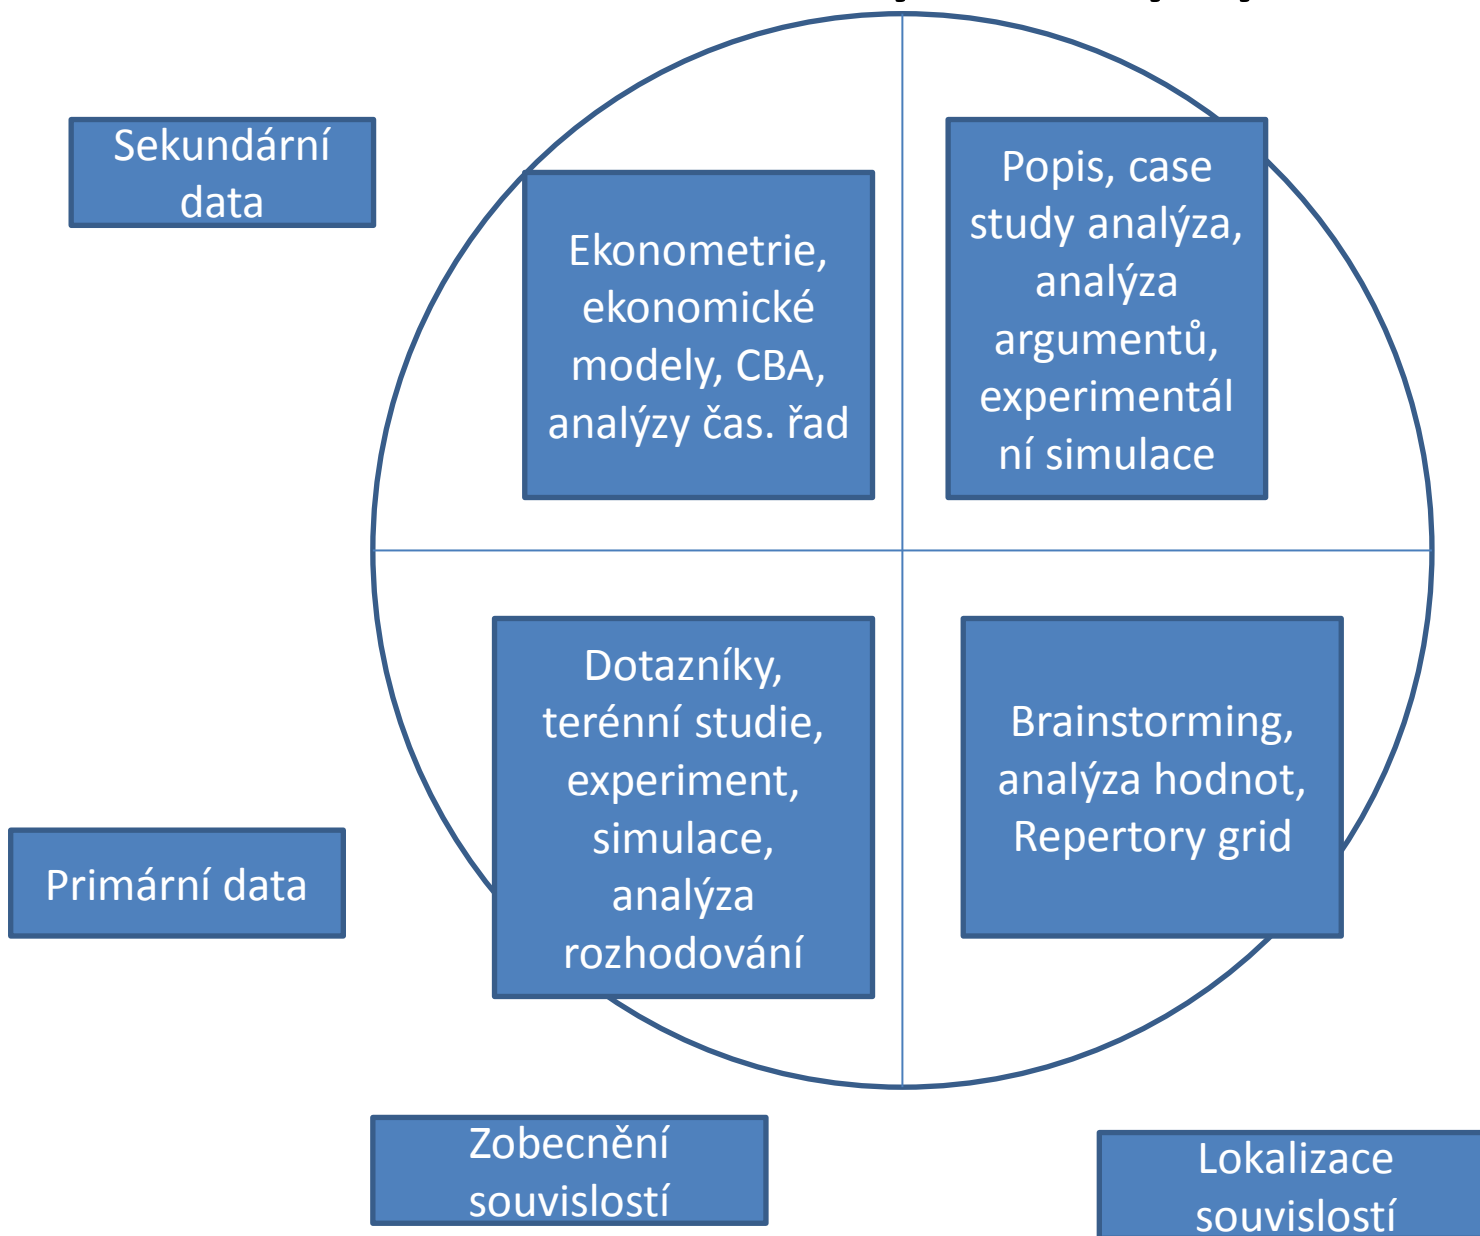 Sekundární
data
Ekonometrie,
ekonomické
modely, CBA,
analýzy čas. řad
Popis, case
study analýza,
analýza
argumentů,
experimentál
ní simulace
Primární data
Dotazníky,
terénní studie,
experiment,
simulace,
analýza
rozhodování
Brainstorming,
analýza hodnot,
Repertory grid
Zobecnění
souvislostí
Lokalizace
souvislostí